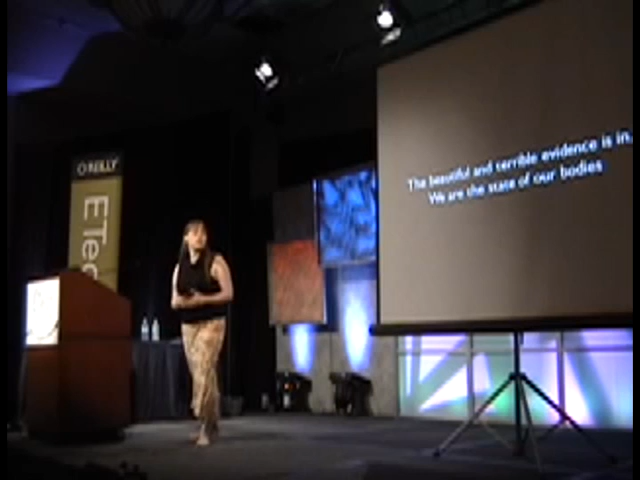 O'REILLY
ETec
The beautiful and terrible evidence is in.
We are the state of our bodies